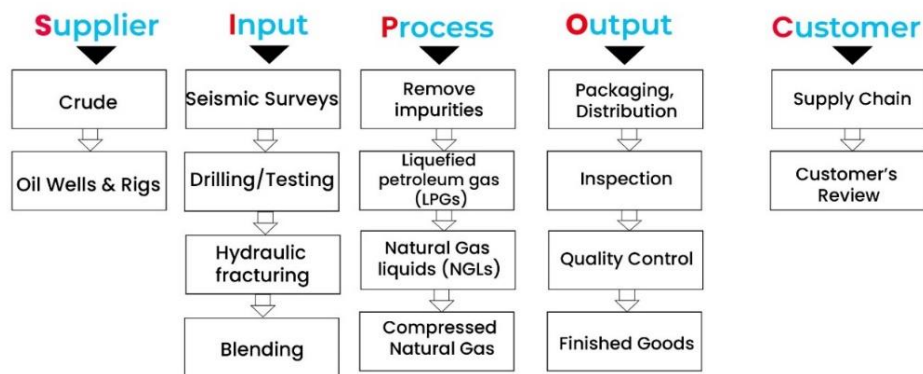 Supplier
Input
Process
Output
Customer
Crude
Oil Wells & Rigs
Seismic Surveys
Drilling/Testing
Hydraulic
fracturing
Blending
Remove
impurities
Liquefied
petroleum gas
(LPGs)
Natural Gas
liquids (NGLs)
Compressed
Natural Gas
Packaging,
Distribution
Inspection
Quality Control
Finished Goods
Supply Chain
Customer's
Review